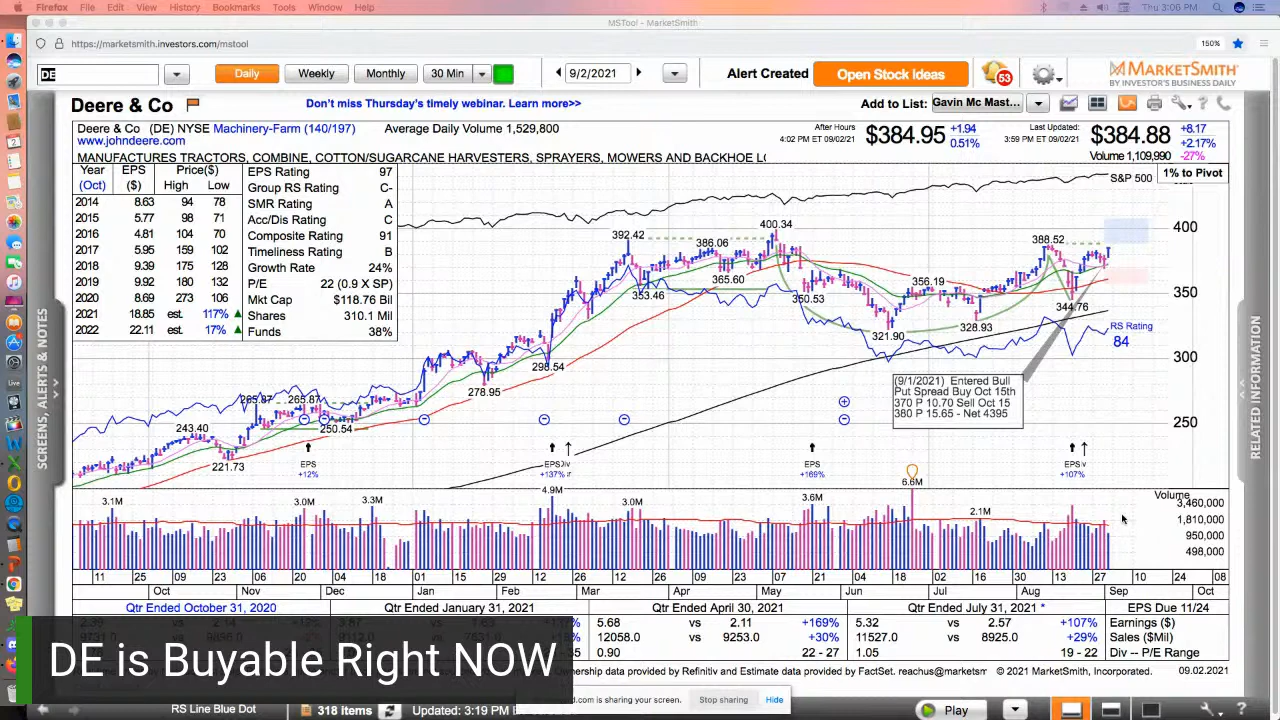 Firefox File Edit View History Bookmarks Tools Window Help Thu 3:06 PM
MSTool - MarketSmith
https://marketsmith.investors.com/mstool 150%
DE Daily Weekly Monthly 30 Min 9/2/2021 Alert Created Open Stock Ideas 53 MARKETSMITH
BY INVESTOR'S BUSINESS DAILY
Deere & Co Don't miss Thursday's timely webinar. Learn more>> Add to List: Gavin Mc Mast...
Deere & Co (DE) NYSE Machinery-Farm (140/197) Average Daily Volume 1,529,800
www.johndeere.com
After Hours $384.95 +1.94
4:02 PM ET 09/02/21 0.51%
Last Updated: $384.88 +8.17
3:59 PM ET 09/02/21 +2.17%
Volume 1,109,990 -27%
MANUFACTURES TRACTORS, COMBINE, COTTON/SUGARCANE HARVESTERS, SPRAYERS, MOWERS AND BACKHOE LO
Year EPS Price($)
(Oct) ($) High Low
2014 8.63 94 78
2015 5.77 98 71
2016 4.81 104 70
2017 5.95 159 102
2018 9.39 175 128
2019 9.92 180 132
2020 8.69 273 106
2021 18.85 est. 117%
2022 22.11 est. 17%
EPS Rating 97
Group RS Rating C-
SMR Rating A
Acc/Dis Rating C
Composite Rating 91
Timeliness Rating B
Growth Rate 24%
P/E 22 (0.9 X SP)
Mkt Cap $118.76 Bil
Shares 310.1 Mil
Funds 38%
S&P 500 1% to Pivot
400
350
300
250
392.42 386.06 400.34 388.52
353.46 365.60 350.53 356.19 344.76
321.90 328.93
298.54 278.95
265.87 265.87
243.40 250.54
221.73
RS Rating
84
(9/1/2021) Entered Bull
Put Spread Buy Oct 15th
370 P 10.70 Sell Oct 15
380 P 15.65 - Net 4395
EPS EPS EPS EPS
+12% +137% +169% +107%
3.1M 3.0M 3.3M 4.9M 3.0M 3.6M 6.6M 2.1M
Volume
3,460,000
1,810,000
950,000
498,000
11 25 09 23 06 20 04 18 01 15 29 12 26 12 26 09 23 07 21 04 18 02 16 30 13 27 10 24 08
Oct Nov Dec Jan Feb Mar Apr May Jun Jul Aug Sep Oct
Qtr Ended October 31, 2020 Qtr Ended January 31, 2021 Qtr Ended April 30, 2021 Qtr Ended July 31, 2021 * EPS Due 11/24
5.68 vs 2.11 +169% 5.32 vs 2.57 +107% Earnings ($)
12058.0 vs 9253.0 +30% 11527.0 vs 8925.0 +29% Sales ($Mil)
0.90 22 - 27 1.05 19 - 22 Div -- P/E Range
DE is Buyable Right NOW
Ownership data provided by Refinitiv and Estimate data provided by FactSet. reachus@marketsm © 2021 MarketSmith, Incorporated. 09.02.2021
d.com is sharing your screen. Stop sharing Hide
RS Line Blue Dot 318 items Updated: 3:19 PM E Play
SCREENS, ALERTS & NOTES
RELATED INFORMATION